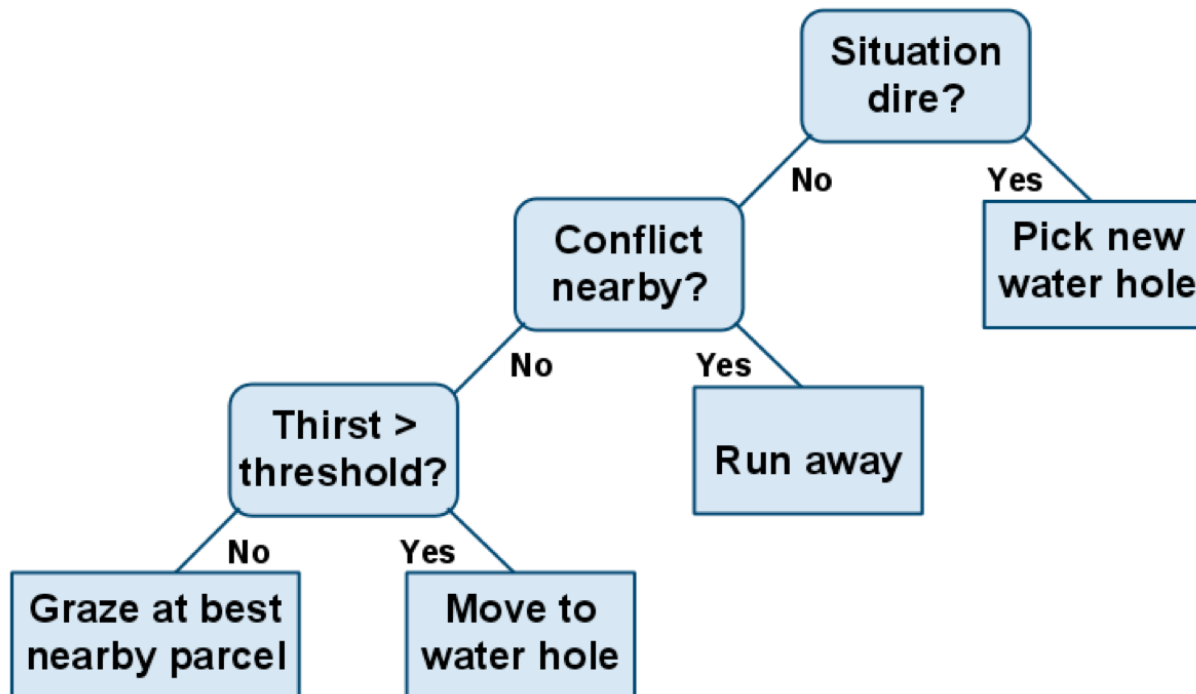 Situation
dire?
No
Yes
Conflict
nearby?
Pick new
water hole
No
Yes
Thirst >
threshold?
Run away
No
Yes
Graze at best
nearby parcel
Move to
water hole